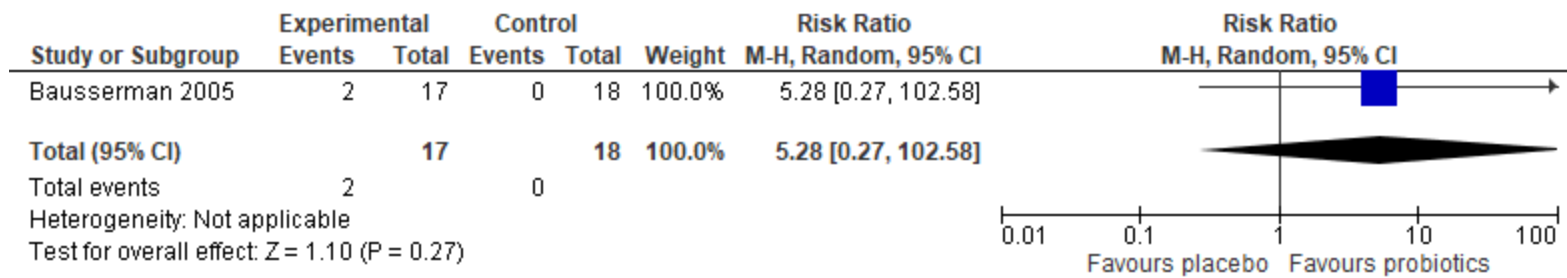 Experimental Control Risk Ratio Risk Ratio
Study or Subgroup Events Total Events Total Weight M-H, Random, 95% CI M-H, Random, 95% CI
Bausserman 2005 2 17 0 18 100.0% 5.28 [0.27, 102.58]
Total (95% CI) 17 18 100.0% 5.28 [0.27, 102.58]
Total events 2 0
Heterogeneity: Not applicable
Test for overall effect: Z = 1.10 (P = 0.27)
0.01 0.1 1 10 100
Favours placebo Favours probiotics